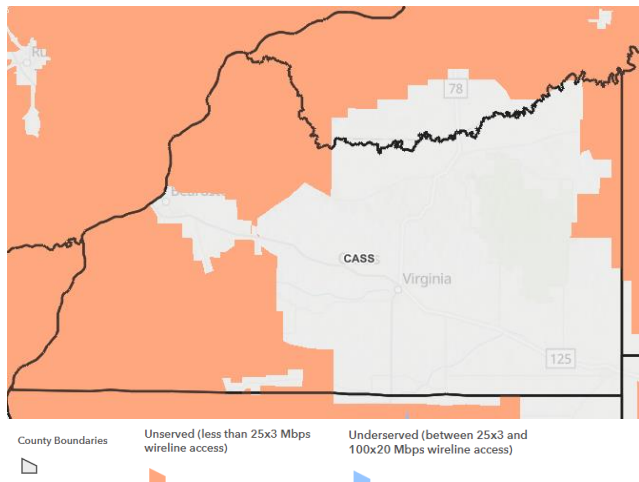 Ru
78
CASS
Virginia
125
County Boundaries
Unserved (less than 25x3 Mbps
wireline access)
Underserved (between 25x3 and
100x20 Mbps wireline access)